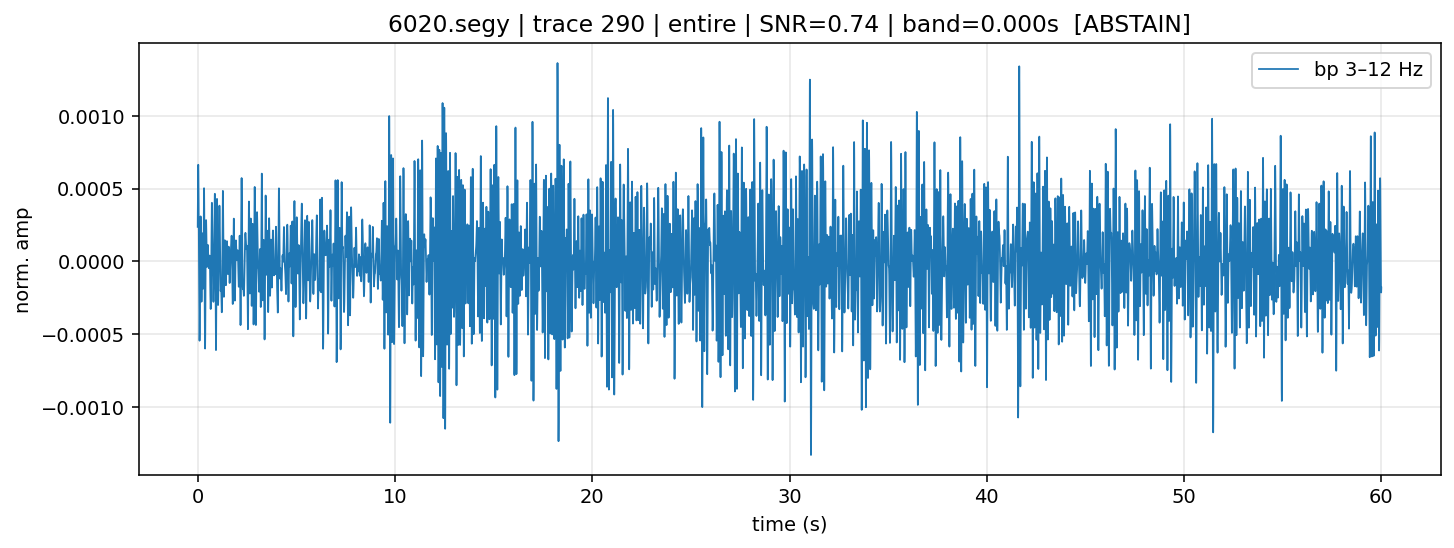 6020.segy | trace 290 | entire | SNR=0.74 | band=0.000s  [ABSTAIN]
bp 3–12 Hz
0.0010
0.0005
0.0000
−0.0005
−0.0010
norm. amp
0 10 20 30 40 50 60
time (s)